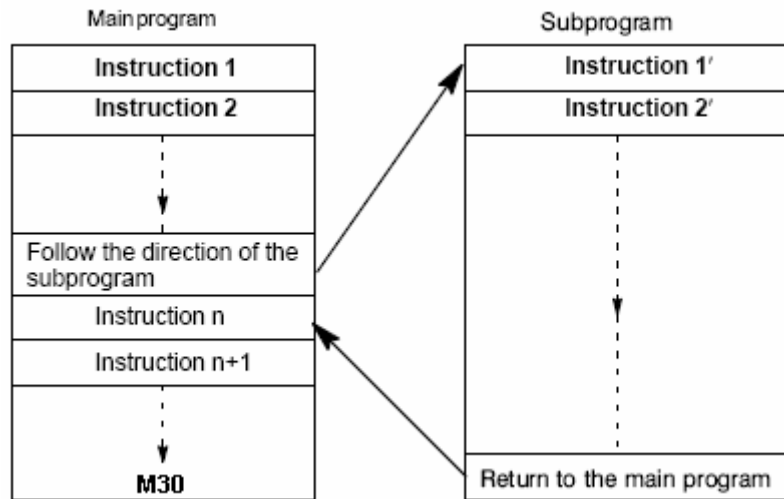 Main program
Instruction 1
Instruction 2
Follow the direction of the
subprogram
Instruction n
Instruction n+1
M30
Subprogram
Instruction 1′
Instruction 2′
Return to the main program